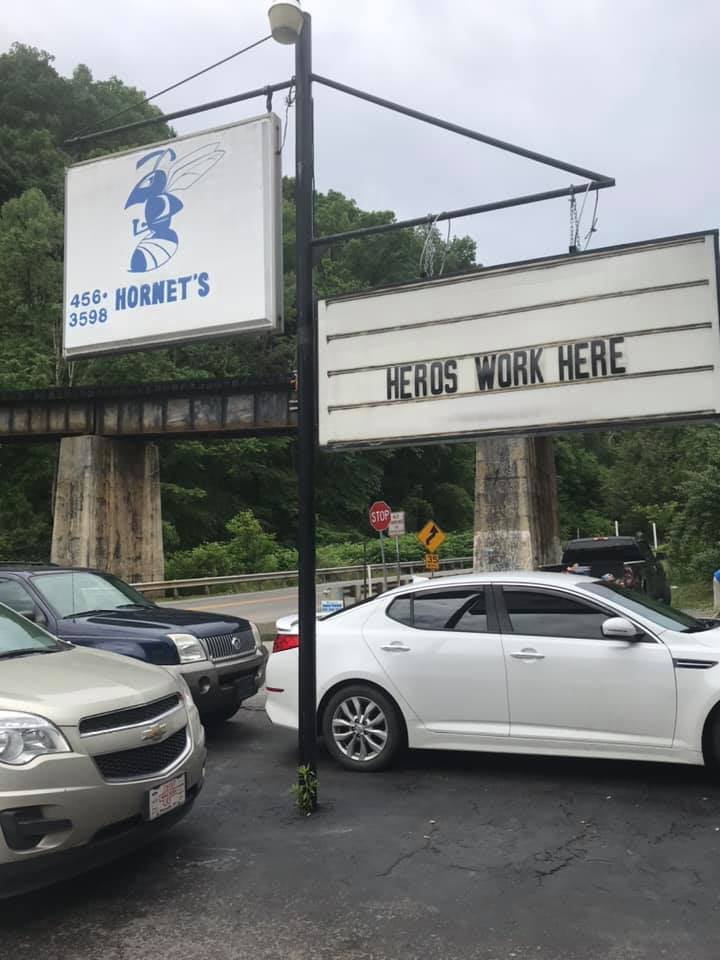 456-
3598
HORNET'S
HEROS WORK HERE
STOP